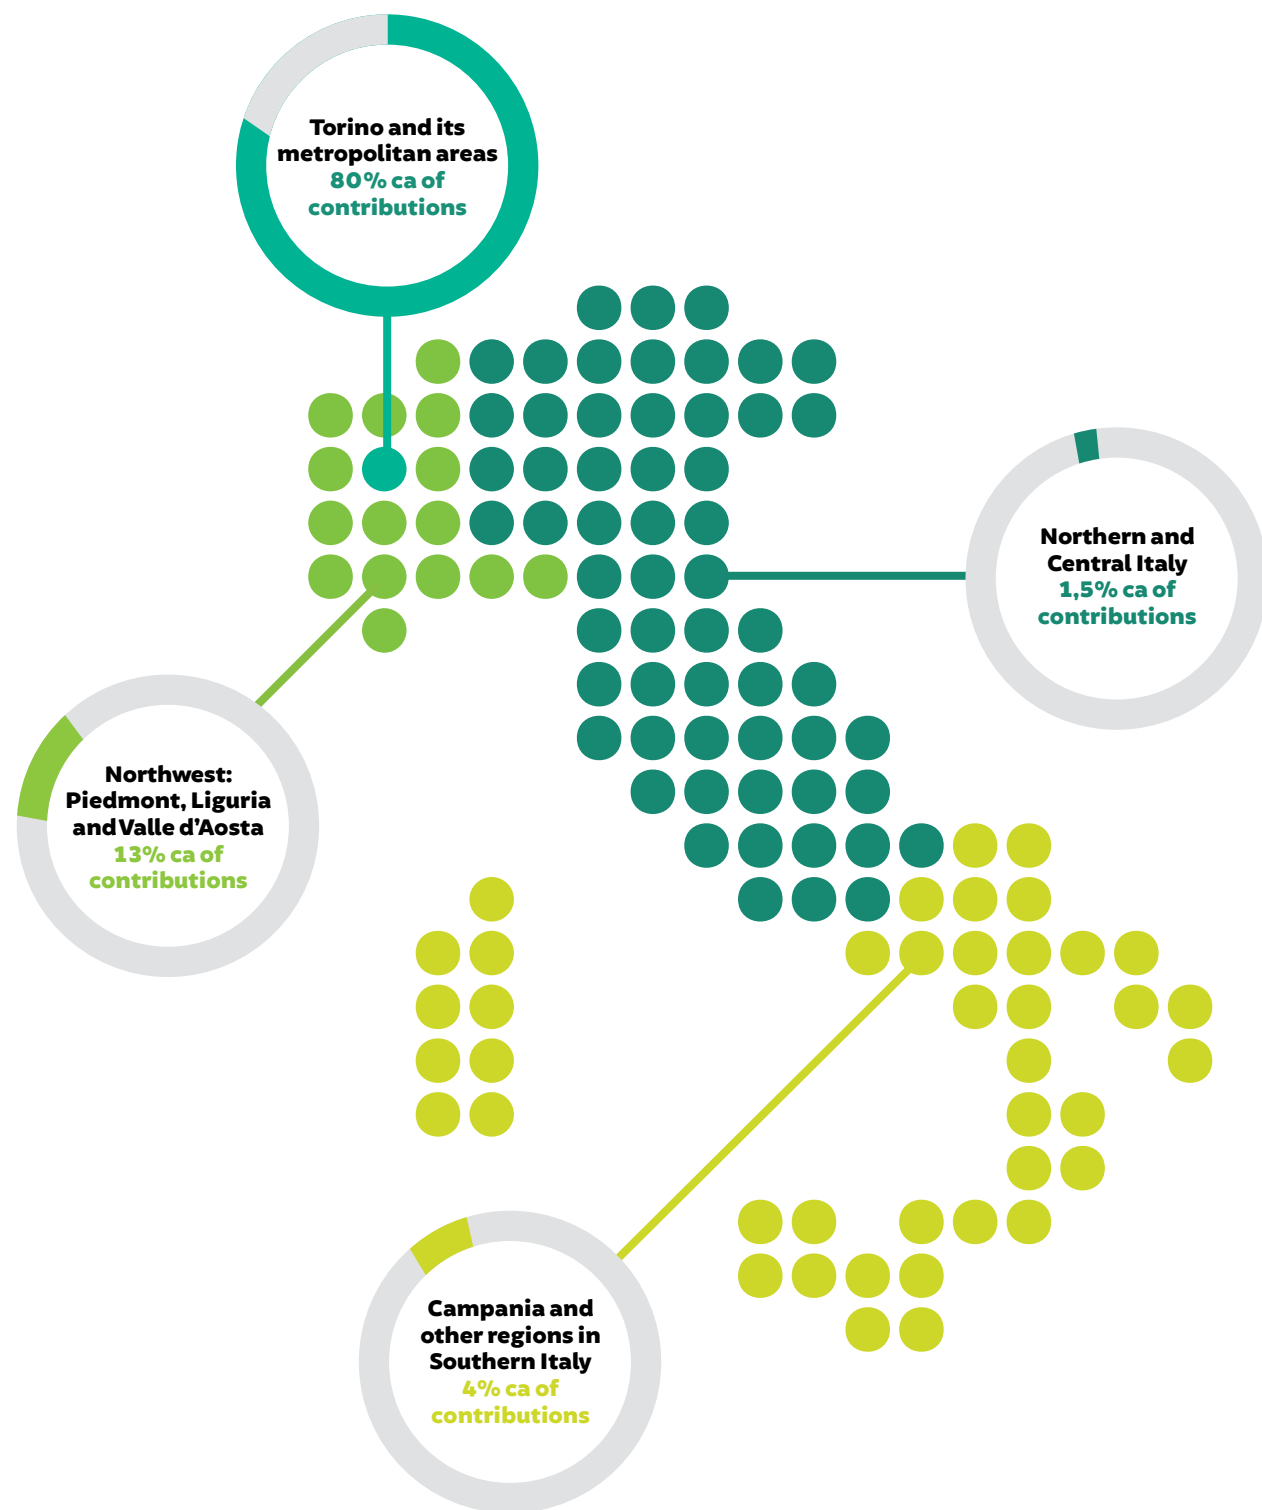 Torino and its
metropolitan areas
80% ca of
contributions
Northern and
Central Italy
1,5% ca of
contributions
Northwest:
Piedmont, Liguria
and Valle d'Aosta
13% ca of
contributions
Campania and
other regions in
Southern Italy
4% ca of
contributions